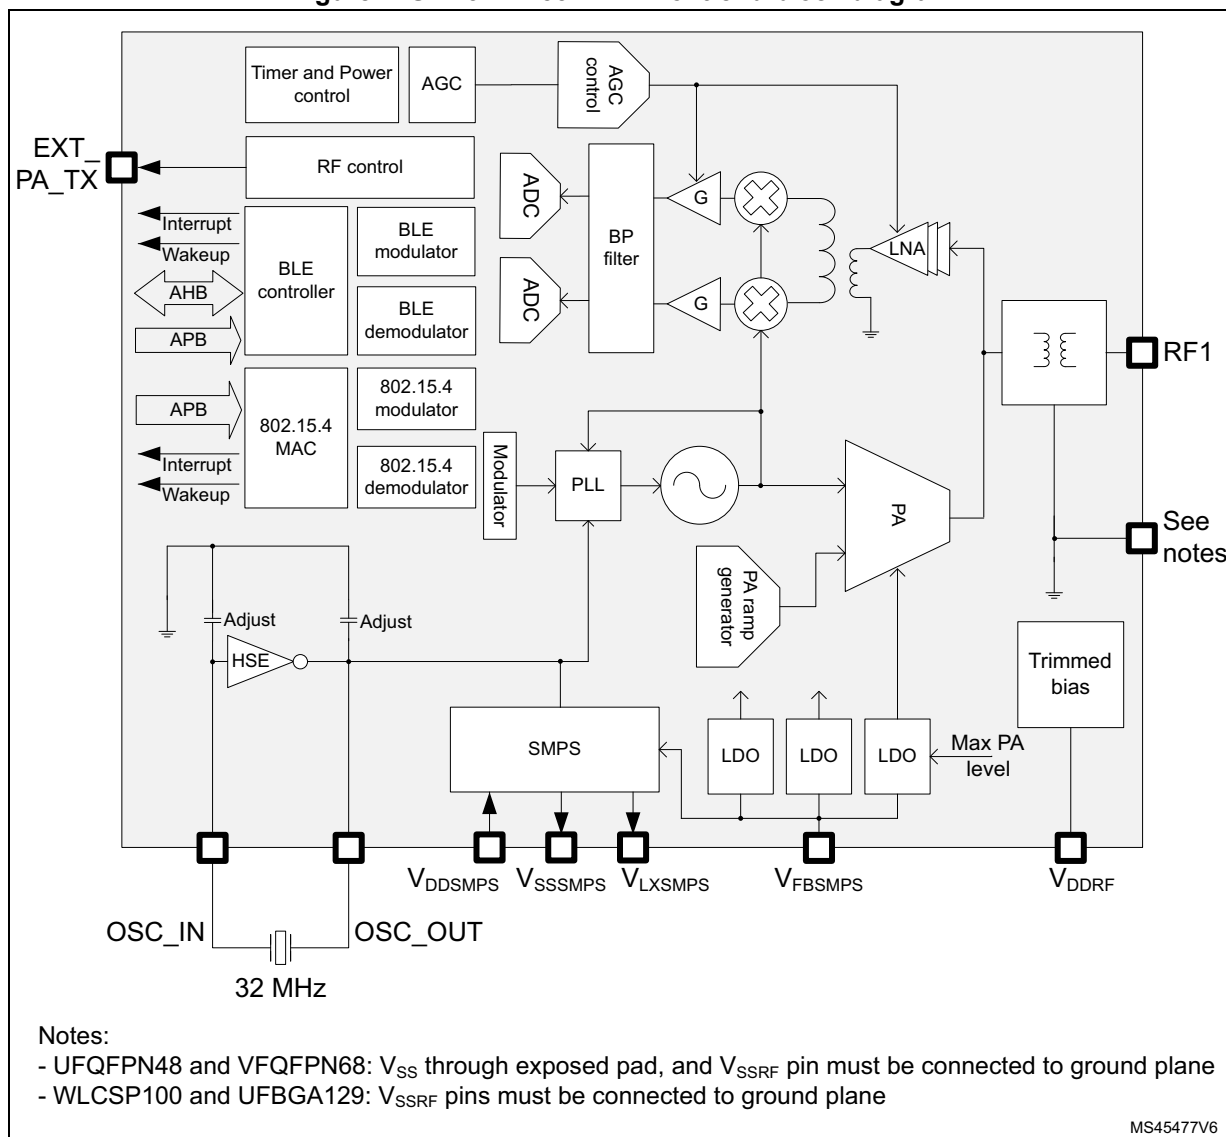 Timer and Power
control
AGC
AGC
control
EXT_
PA_TX
RF control
ADC
BP
filter
G
LNA
Interrupt
Wakeup
AHB
APB
BLE
controller
BLE
modulator
BLE
demodulator
ADC
G
RF1
APB
Interrupt
Wakeup
802.15.4
MAC
802.15.4
modulator
802.15.4
demodulator
Modulator
PLL
PA
See
notes
Adjust
Adjust
HSE
PA ramp
generator
Trimmed
bias
SMPS
LDO
LDO
LDO
Max PA
level
VDDSMPS
VSSSMPS
VLXSMPS
VFBSMPS
VDDRF
OSC_IN
OSC_OUT
32 MHz
Notes:
- UFQFPN48 and VFQFPN68: VSS through exposed pad, and VSSRF pin must be connected to ground plane
- WLCSP100 and UFBGA129: VSSRF pins must be connected to ground plane
MS45477V6